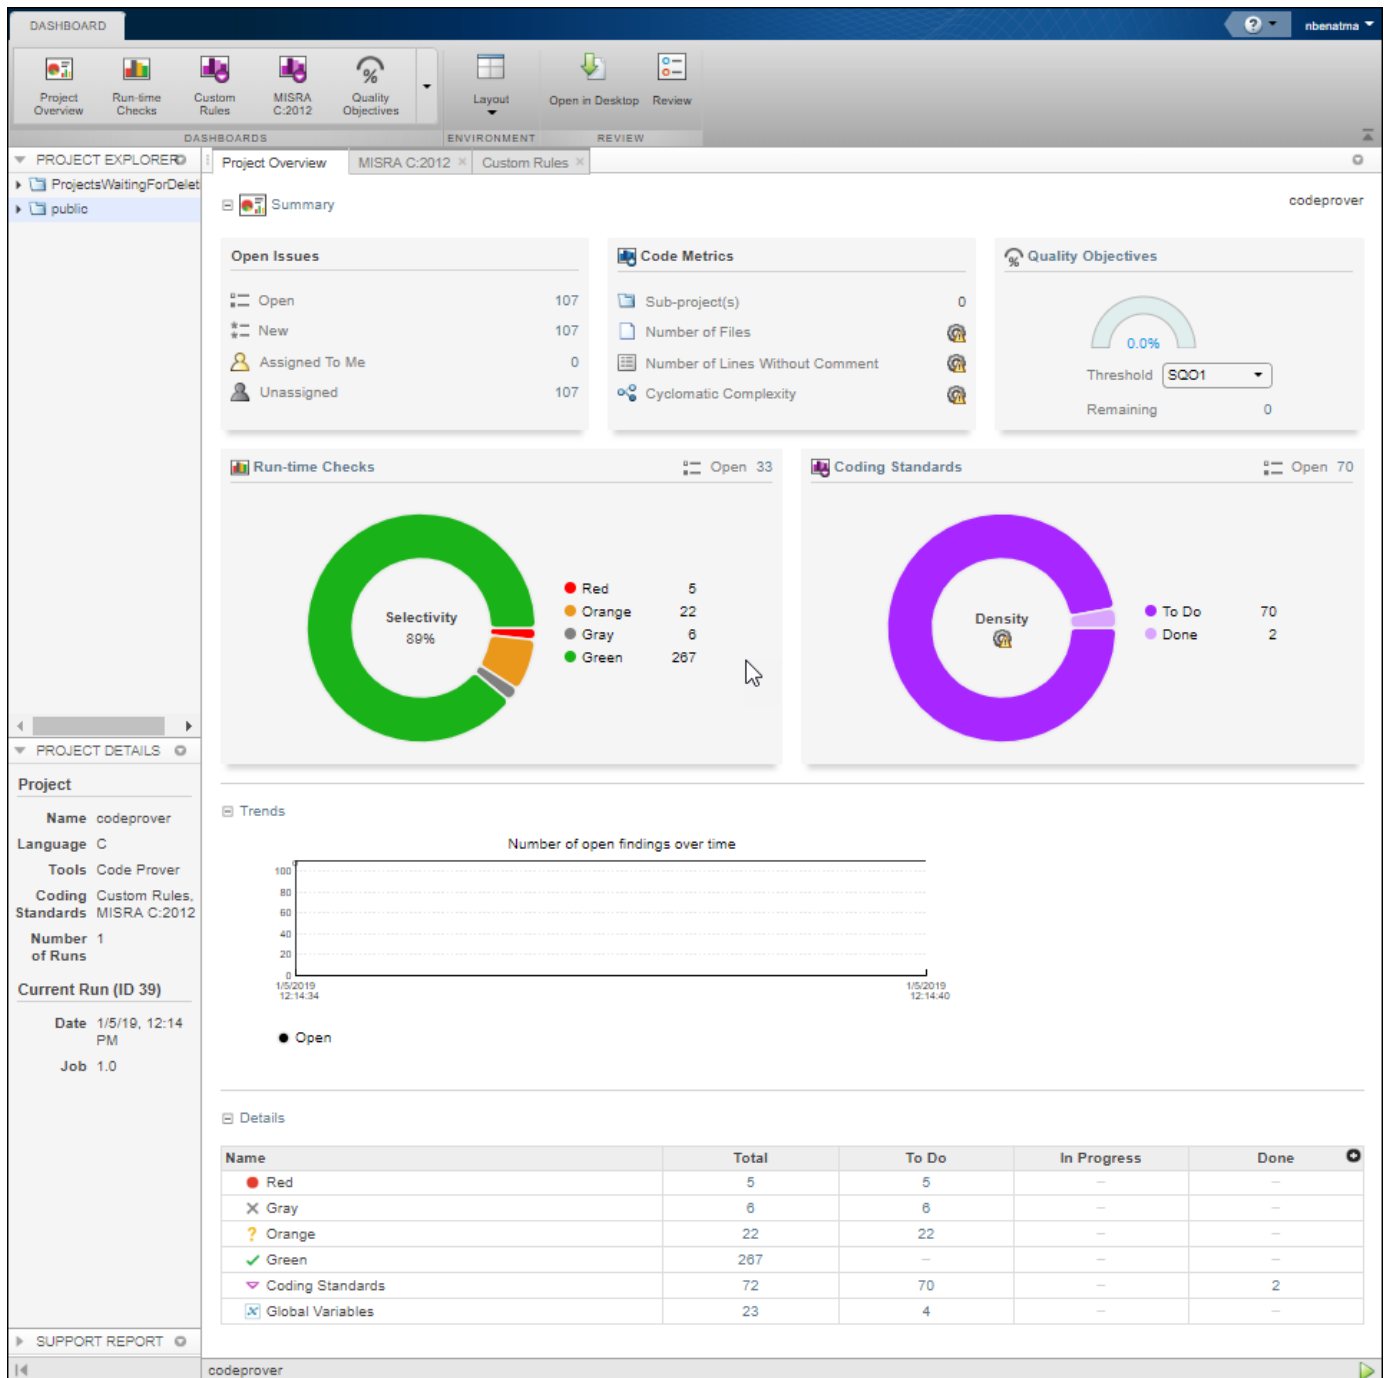 DASHBOARD
? nbenatma
Project Overview
Run-time Checks
Custom Rules
MISRA C:2012
Quality Objectives
Layout
Open in Desktop
Review
DASHBOARDS
ENVIRONMENT
REVIEW
PROJECT EXPLORER
ProjectsWaitingForDelet
public
Project Overview
MISRA C:2012 ×
Custom Rules ×
Summary
codeprover
Open Issues
Open 107
New 107
Assigned To Me 0
Unassigned 107
Code Metrics
Sub-project(s) 0
Number of Files
Number of Lines Without Comment
Cyclomatic Complexity
% Quality Objectives
0.0%
Threshold SQO1
Remaining 0
Run-time Checks Open 33
Selectivity
89%
Red 5
Orange 22
Gray 6
Green 267
Coding Standards Open 70
Density
To Do 70
Done 2
PROJECT DETAILS
Project
Name codeprover
Language C
Tools Code Prover
Coding Standards Custom Rules, MISRA C:2012
Number of Runs 1
Current Run (ID 39)
Date 1/5/19, 12:14 PM
Job 1.0
Trends
Number of open findings over time
100
80
60
40
20
0
1/5/2019
12:14:34
1/5/2019
12:14:40
Open
Details
Name Total To Do In Progress Done
Red 5 5 – –
Gray 6 6 – –
Orange 22 22 – –
Green 267 – – –
Coding Standards 72 70 – 2
Global Variables 23 4 – –
SUPPORT REPORT
codeprover